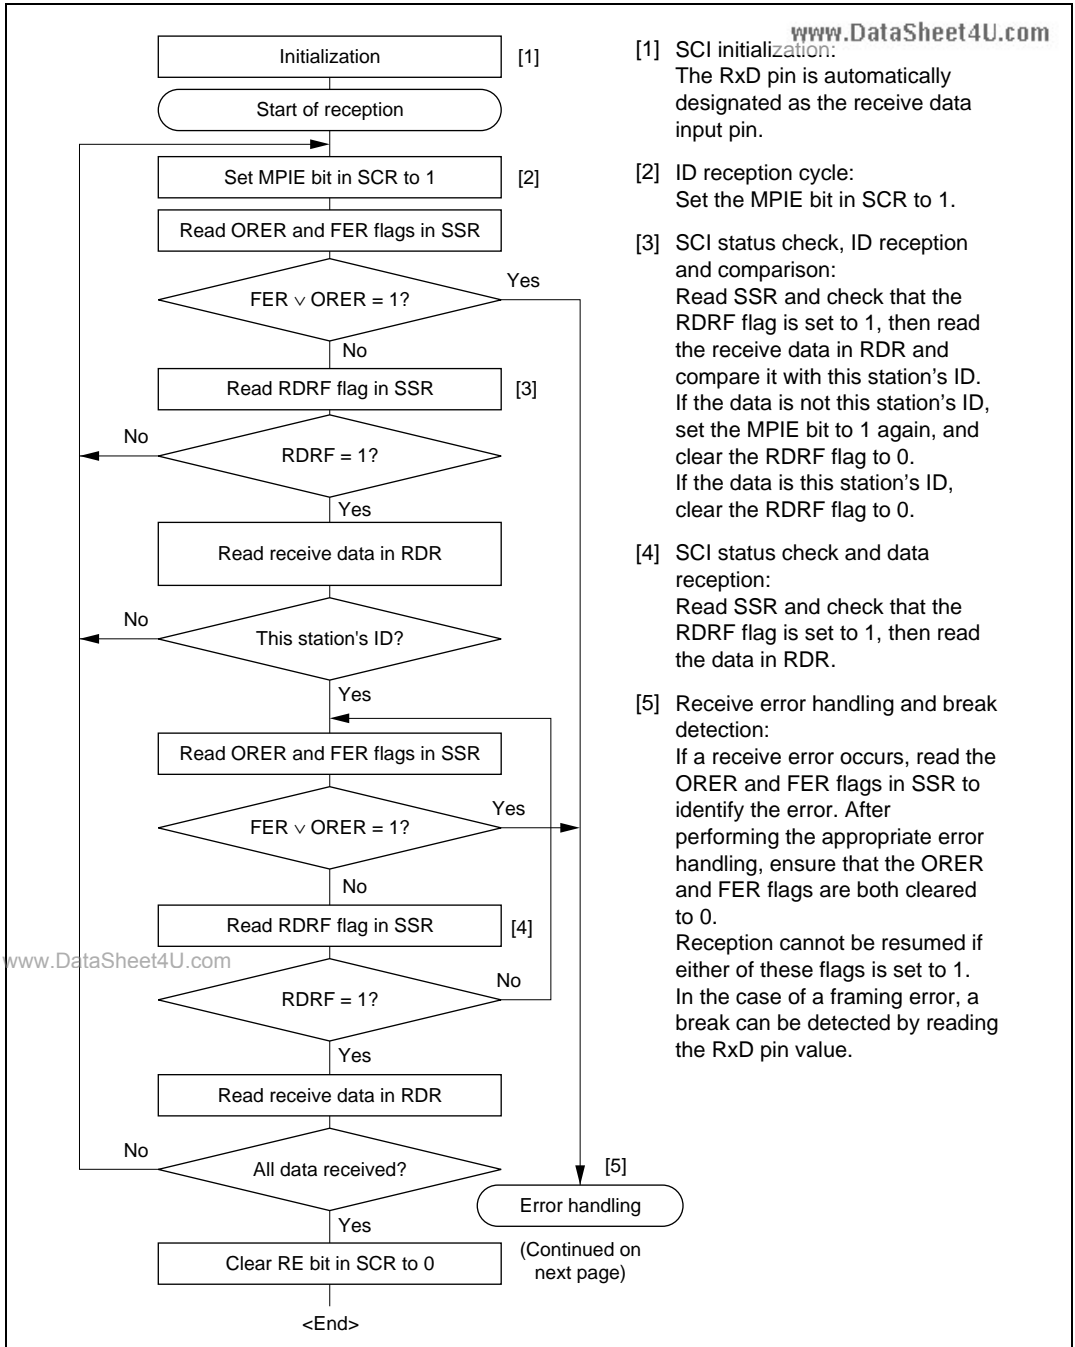 www.DataSheet4U.com
Initialization
[1]
Start of reception
Set MPIE bit in SCR to 1
[2]
Read ORER and FER flags in SSR
FER ∨ ORER = 1?
Yes
No
Read RDRF flag in SSR
[3]
No
RDRF = 1?
Yes
Read receive data in RDR
No
This station's ID?
Yes
Read ORER and FER flags in SSR
Yes
FER ∨ ORER = 1?
No
Read RDRF flag in SSR
[4]
www.DataSheet4U.com
No
RDRF = 1?
Yes
Read receive data in RDR
No
All data received?
[5]
Error handling
Yes
(Continued on
next page)
Clear RE bit in SCR to 0
<End>
[1] SCI initialization:
The RxD pin is automatically
designated as the receive data
input pin.
[2] ID reception cycle:
Set the MPIE bit in SCR to 1.
[3] SCI status check, ID reception
and comparison:
Read SSR and check that the
RDRF flag is set to 1, then read
the receive data in RDR and
compare it with this station's ID.
If the data is not this station's ID,
set the MPIE bit to 1 again, and
clear the RDRF flag to 0.
If the data is this station's ID,
clear the RDRF flag to 0.
[4] SCI status check and data
reception:
Read SSR and check that the
RDRF flag is set to 1, then read
the data in RDR.
[5] Receive error handling and break
detection:
If a receive error occurs, read the
ORER and FER flags in SSR to
identify the error. After
performing the appropriate error
handling, ensure that the ORER
and FER flags are both cleared
to 0.
Reception cannot be resumed if
either of these flags is set to 1.
In the case of a framing error, a
break can be detected by reading
the RxD pin value.